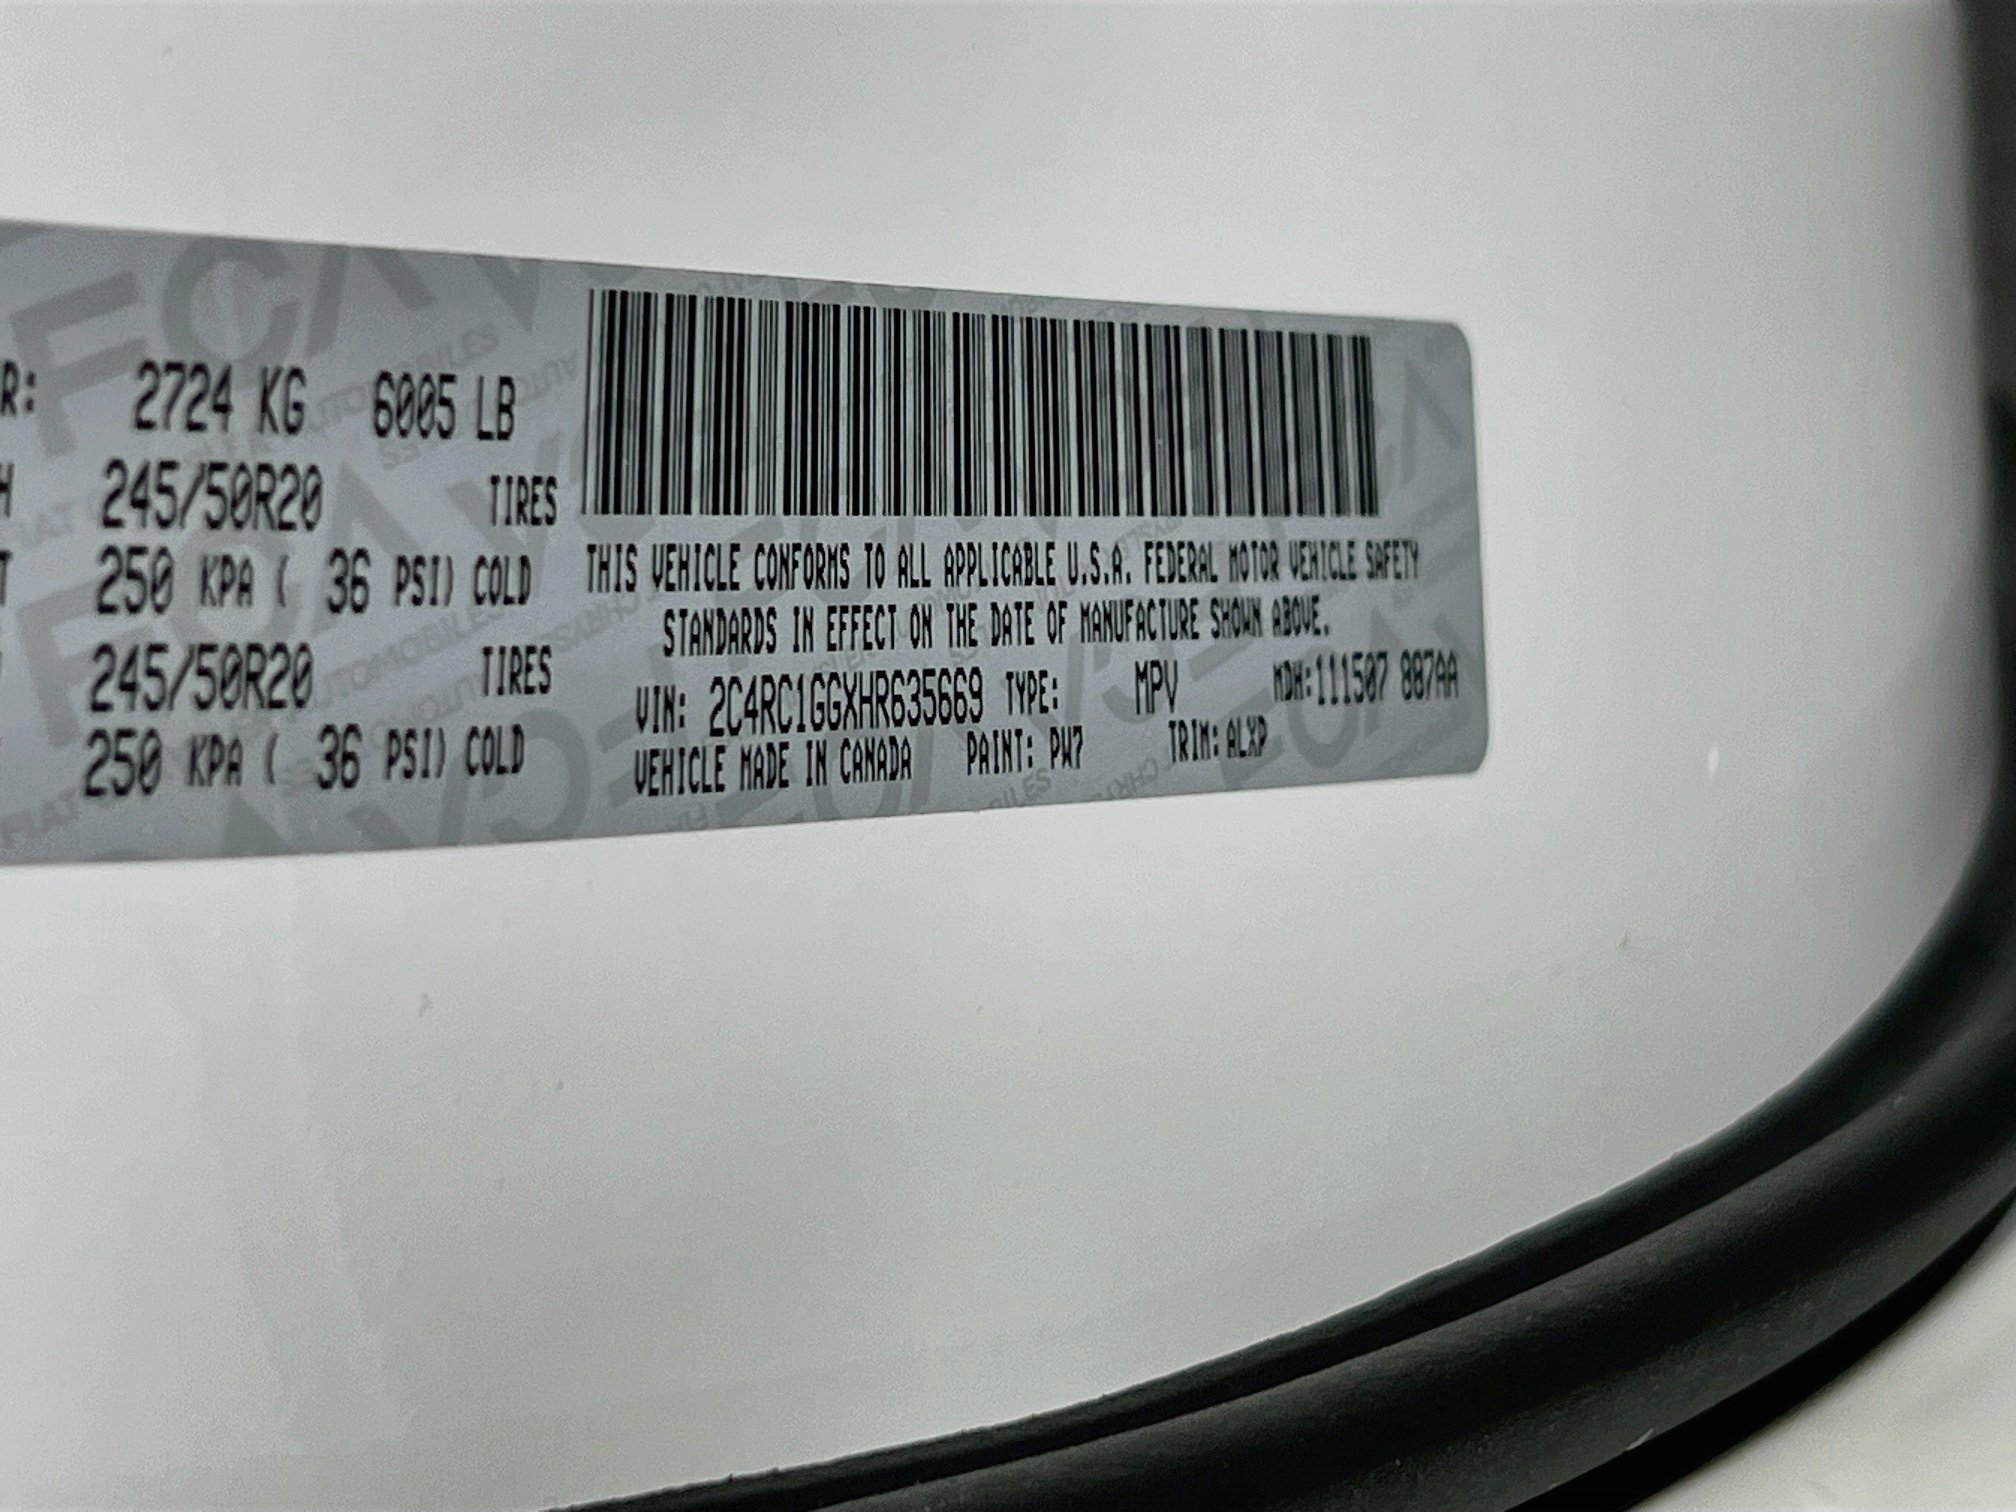 R: 2724 KG 6005 LB
H 245/50R20 TIRES
T 250 KPA ( 36 PSI) COLD
245/50R20 TIRES
250 KPA ( 36 PSI) COLD
THIS VEHICLE CONFORMS TO ALL APPLICABLE U.S.A. FEDERAL MOTOR VEHICLE SAFETY
STANDARDS IN EFFECT ON THE DATE OF MANUFACTURE SHOWN ABOVE.
VIN: 2C4RC1GGXHR635669 TYPE: MPV MDH:111507 887AA
VEHICLE MADE IN CANADA PAINT: PW7 TRIM: ALXP